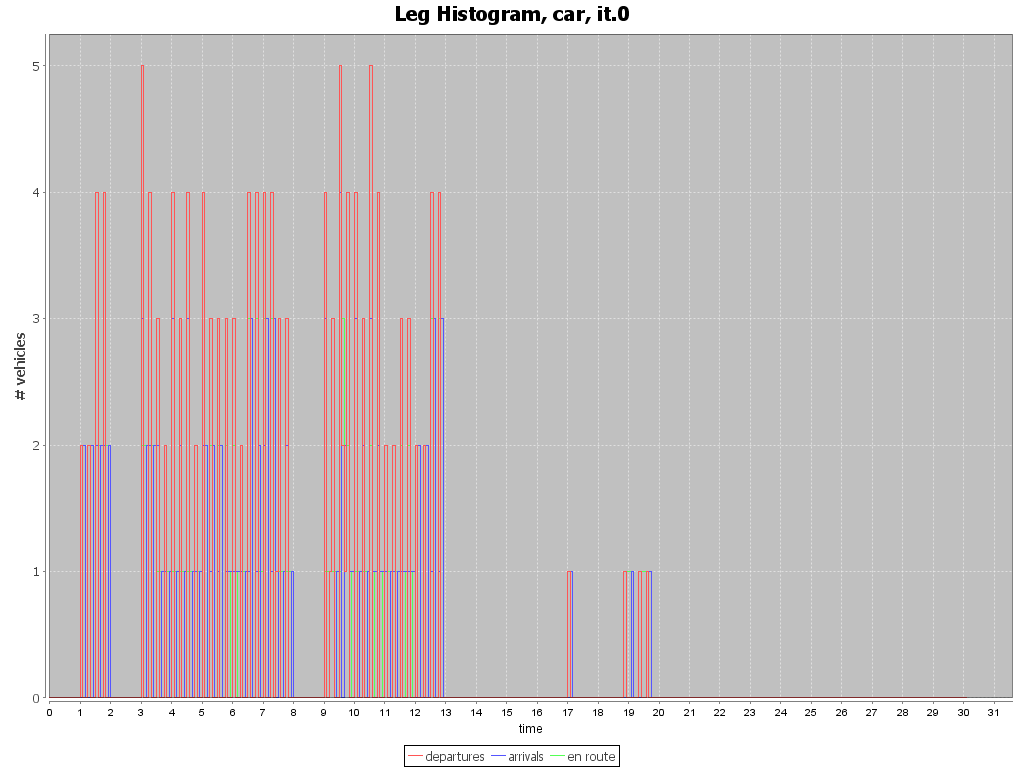 Leg Histogram, car, it.0
# vehicles
5
4
3
2
1
0
0 1 2 3 4 5 6 7 8 9 10 11 12 13 14 15 16 17 18 19 20 21 22 23 24 25 26 27 28 29 30 31
time
departures arrivals en route